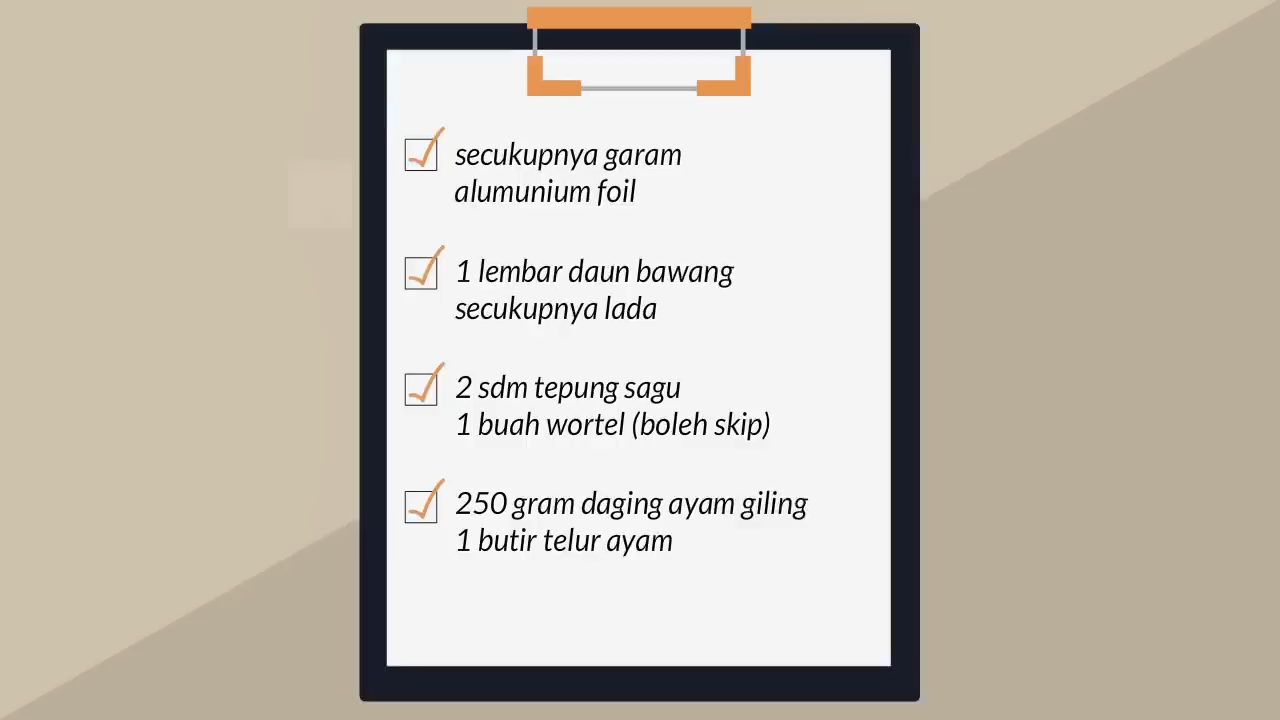 secukupnya garam
alumunium foil
1 lembar daun bawang
secukupnya lada
2 sdm tepung sagu
1 buah wortel (boleh skip)
250 gram daging ayam giling
1 butir telur ayam